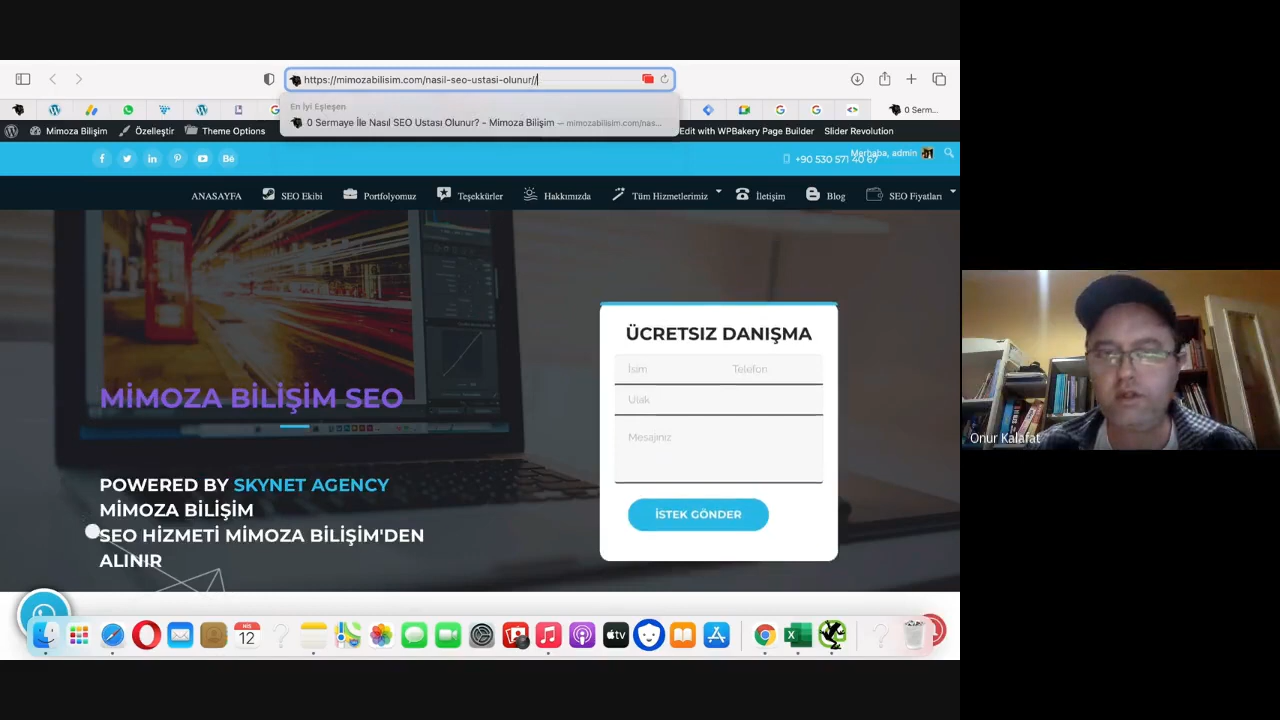 https://mimozabilisim.com/nasil-seo-ustasi-olunur//
En İyi Eşleşen
0 Sermaye İle Nasıl SEO Ustası Olunur? - Mimoza Bilişim — mimozabilisim.com/nas...
0 Serm...
Mimoza Bilişim Özelleştir Theme Options Edit with WPBakery Page Builder Slider Revolution
Merhaba, admin
+90 530 571 40 67
ANASAYFA SEO Ekibi Portfolyomuz Teşekkürler Hakkımızda Tüm Hizmetlerimiz İletişim Blog SEO Fiyatları
ÜCRETSIZ DANIŞMA
İsim Telefon
Ulak
Mesajınız
İSTEK GÖNDER
MİMOZA BİLİŞİM SEO
POWERED BY SKYNET AGENCY
MİMOZA BİLİŞİM
SEO HİZMETİ MİMOZA BİLİŞİM'DEN
ALINIR
NİS
12
tv
Onur Kalafat